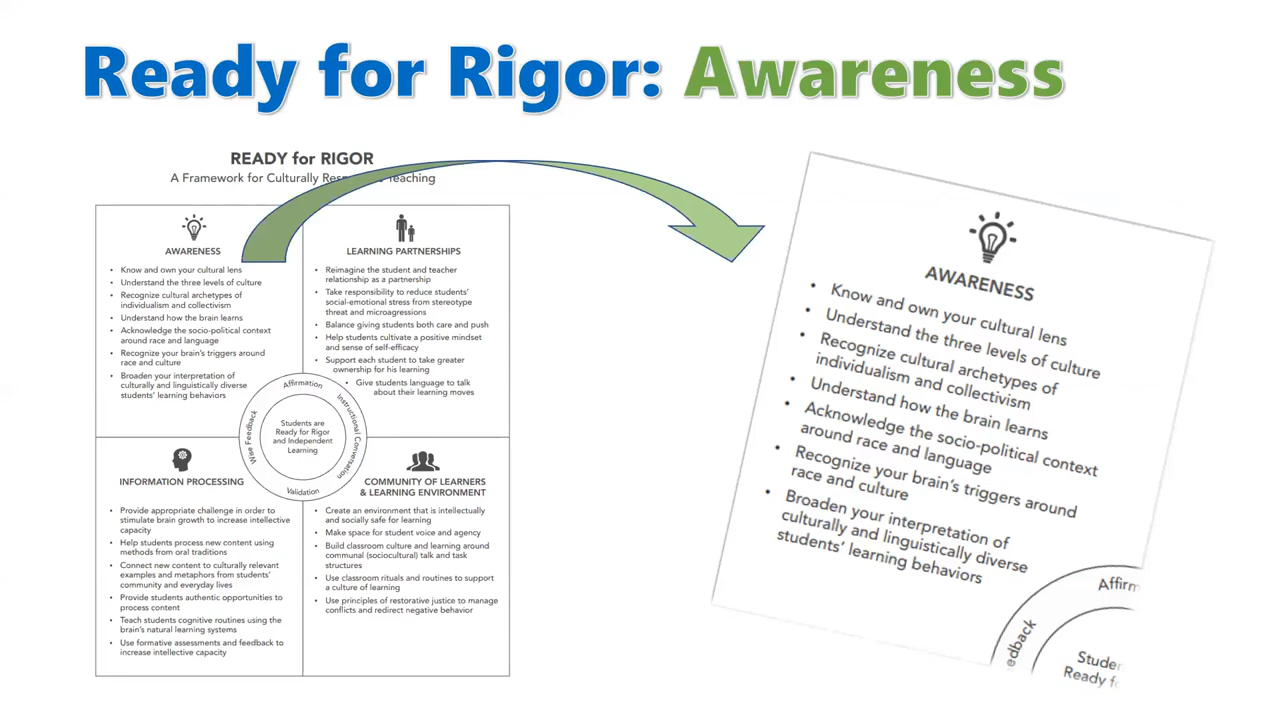 Ready for Rigor: Awareness
READY for RIGOR
A Framework for Culturally Teaching
AWARENESS
• Know and own your cultural lens
• Understand the three levels of culture
• Recognize cultural archetypes of
individualism and collectivism
• Understand how the brain learns
• Acknowledge the socio-political context
around race and language
• Recognize your brain's triggers around
race and culture
• Broaden your interpretation of
culturally and linguistically diverse
students' learning behaviors
LEARNING PARTNERSHIPS
• Reimagine the student and teacher
relationship as a partnership
• Take responsibility to reduce students'
social-emotional stress from stereotype
threat and microagressions
• Balance giving students both care and push
• Help students cultivate a positive mindset
and sense of self-efficacy
• Support each student to take greater
ownership for his learning
• Give students language to talk
about their learning moves
Affirmation
Instructional Conversation
Validation
Wise Feedback
Students are
Ready for Rigor
and Independent
Learning
INFORMATION PROCESSING
• Provide appropriate challenge in order to
stimulate brain growth to increase intellective
capacity
• Help students process new content using
methods from oral traditions
• Connect new content to culturally relevant
examples and metaphors from students'
community and everyday lives
• Provide students authentic opportunities to
process content
• Teach students cognitive routines using the
brain's natural learning systems
• Use formative assessments and feedback to
increase intellective capacity
COMMUNITY OF LEARNERS
& LEARNING ENVIRONMENT
• Create an environment that is intellectually
and socially safe for learning
• Make space for student voice and agency
• Build classroom culture and learning around
communal (sociocultural) talk and task
structures
• Use classroom rituals and routines to support
a culture of learning
• Use principles of restorative justice to manage
conflicts and redirect negative behavior
AWARENESS
• Know and own your cultural lens
• Understand the three levels of culture
• Recognize cultural archetypes of
individualism and collectivism
• Understand how the brain learns
• Acknowledge the socio-political context
around race and language
• Recognize your brain's triggers around
race and culture
• Broaden your interpretation of
culturally and linguistically diverse
students' learning behaviors
Affirm
edback
Stude
Ready f